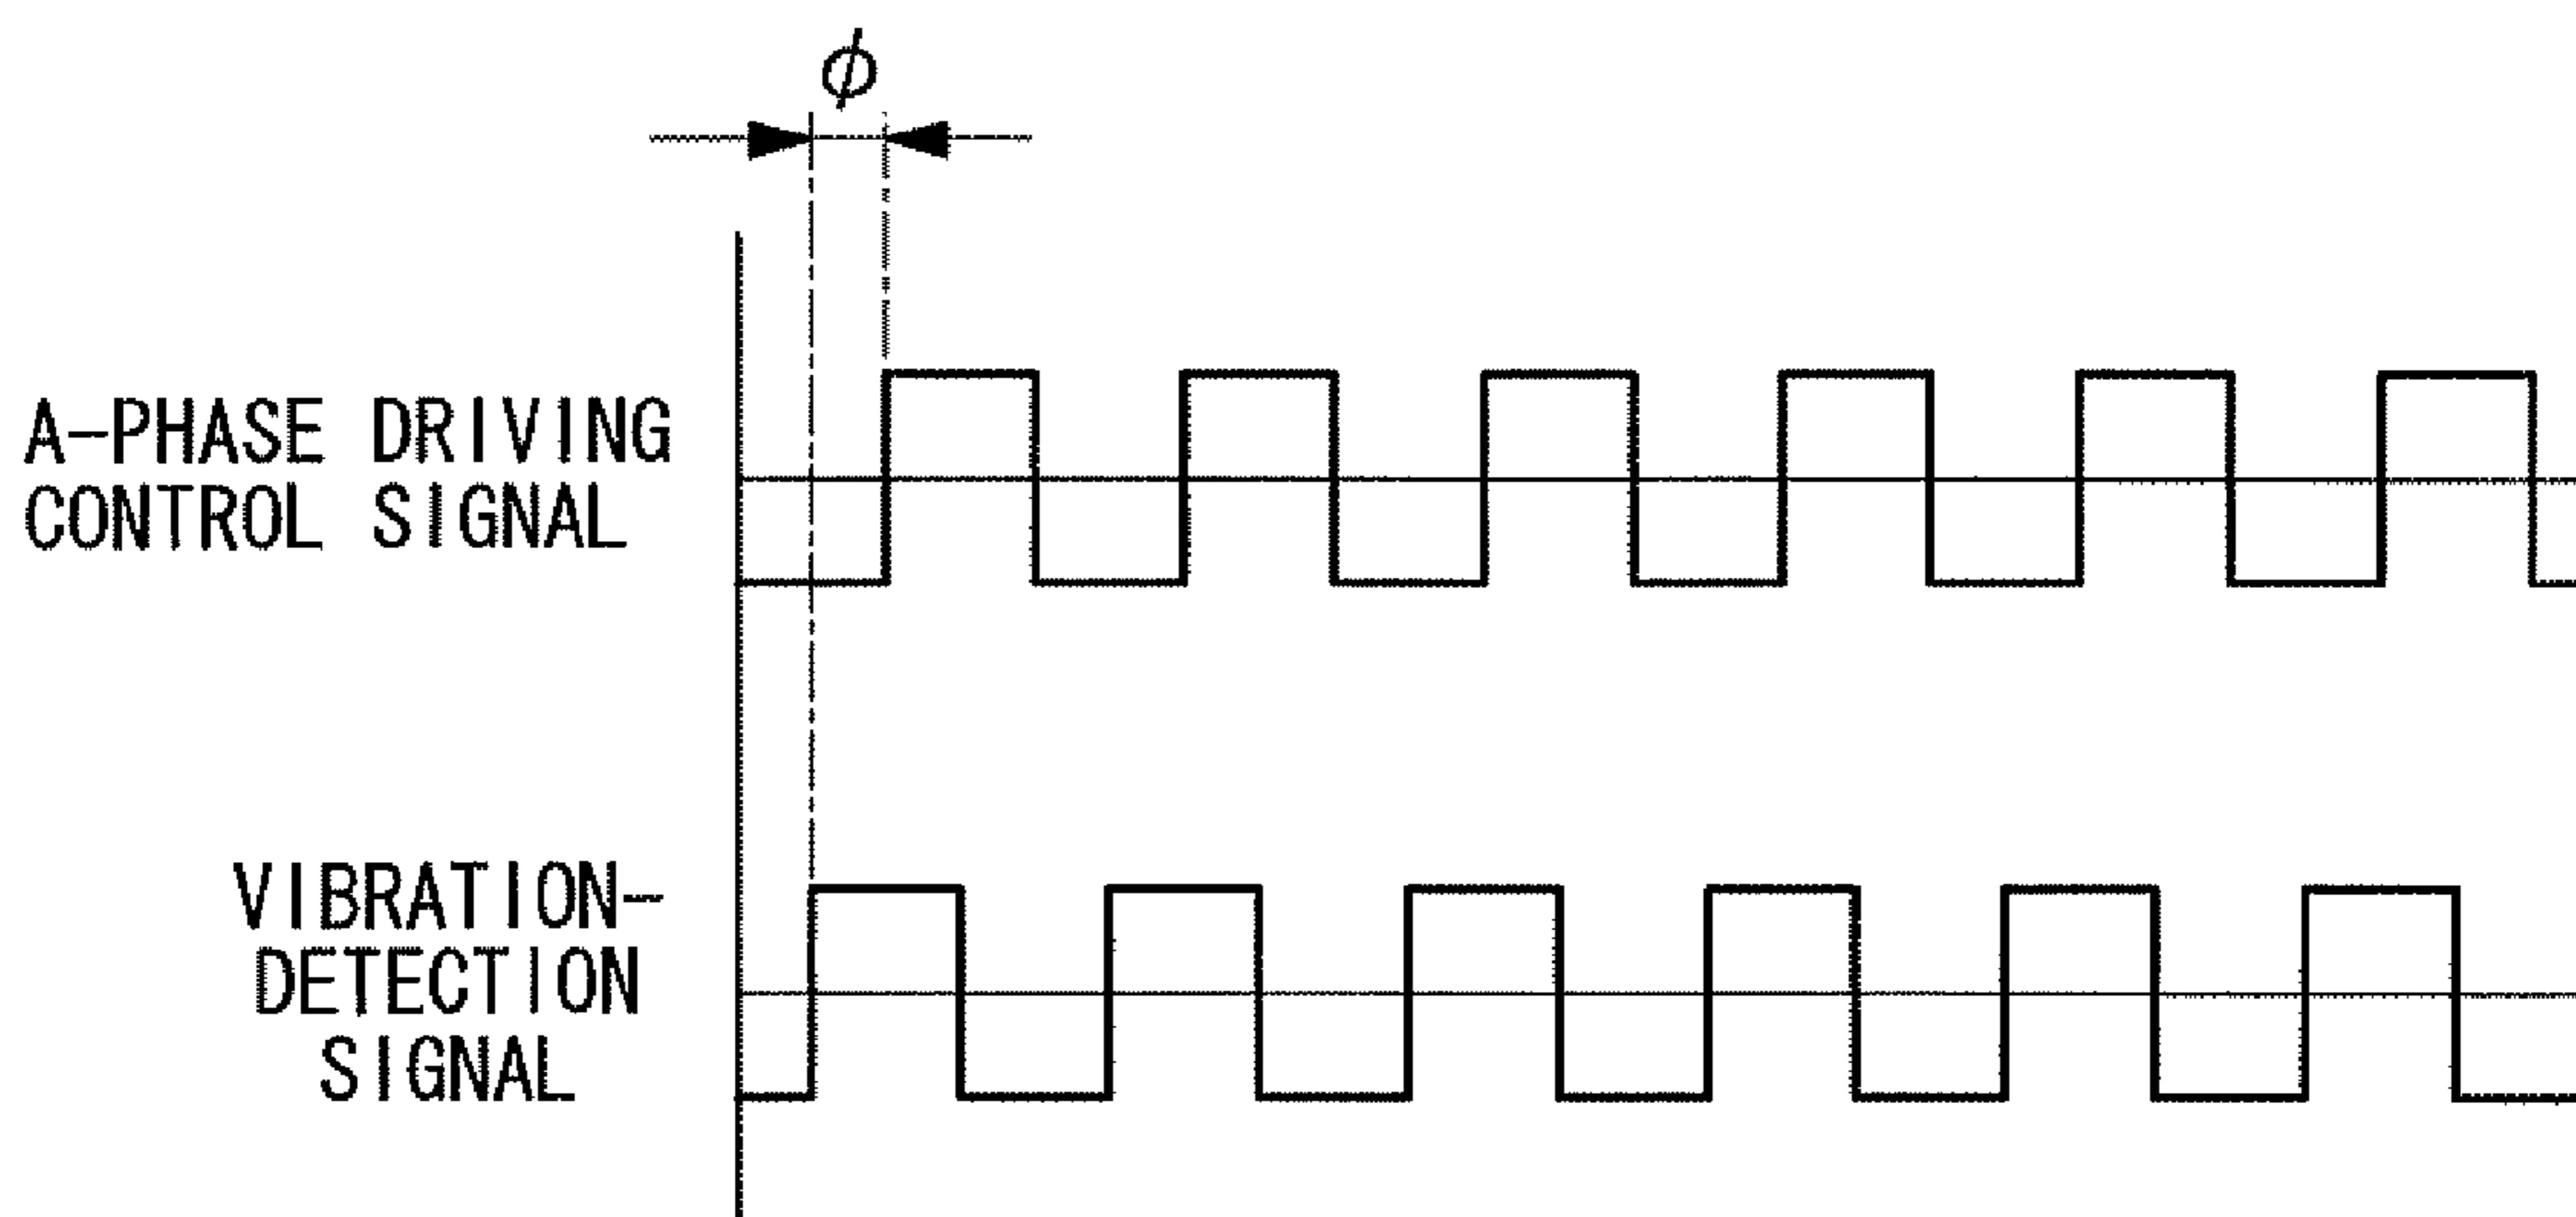 ϕ
A-PHASE DRIVING
CONTROL SIGNAL
VIBRATION-
DETECTION
SIGNAL